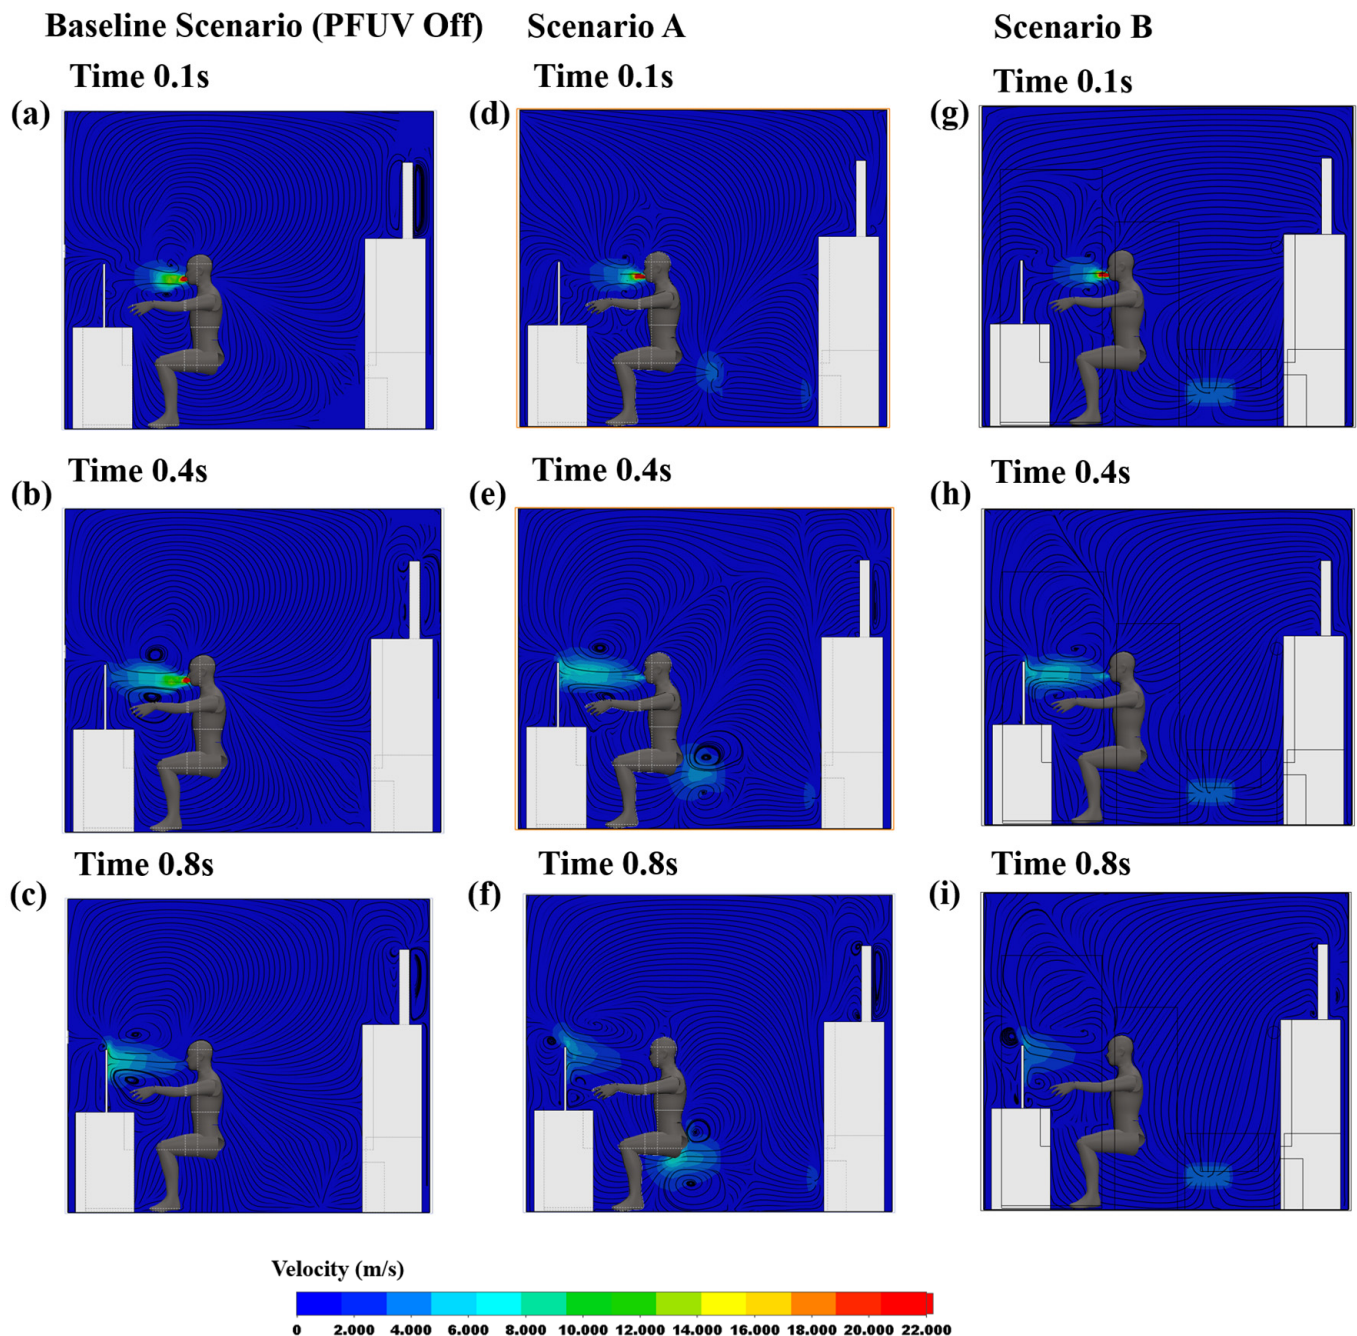 Baseline Scenario (PFUV Off) Scenario A Scenario B
Time 0.1s Time 0.1s Time 0.1s
(a) (d) (g)
Time 0.4s Time 0.4s Time 0.4s
(b) (e) (h)
Time 0.8s Time 0.8s Time 0.8s
(c) (f) (i)
Velocity (m/s)
0 2.000 4.000 6.000 8.000 10.000 12.000 14.000 16.000 18.000 20.000 22.000